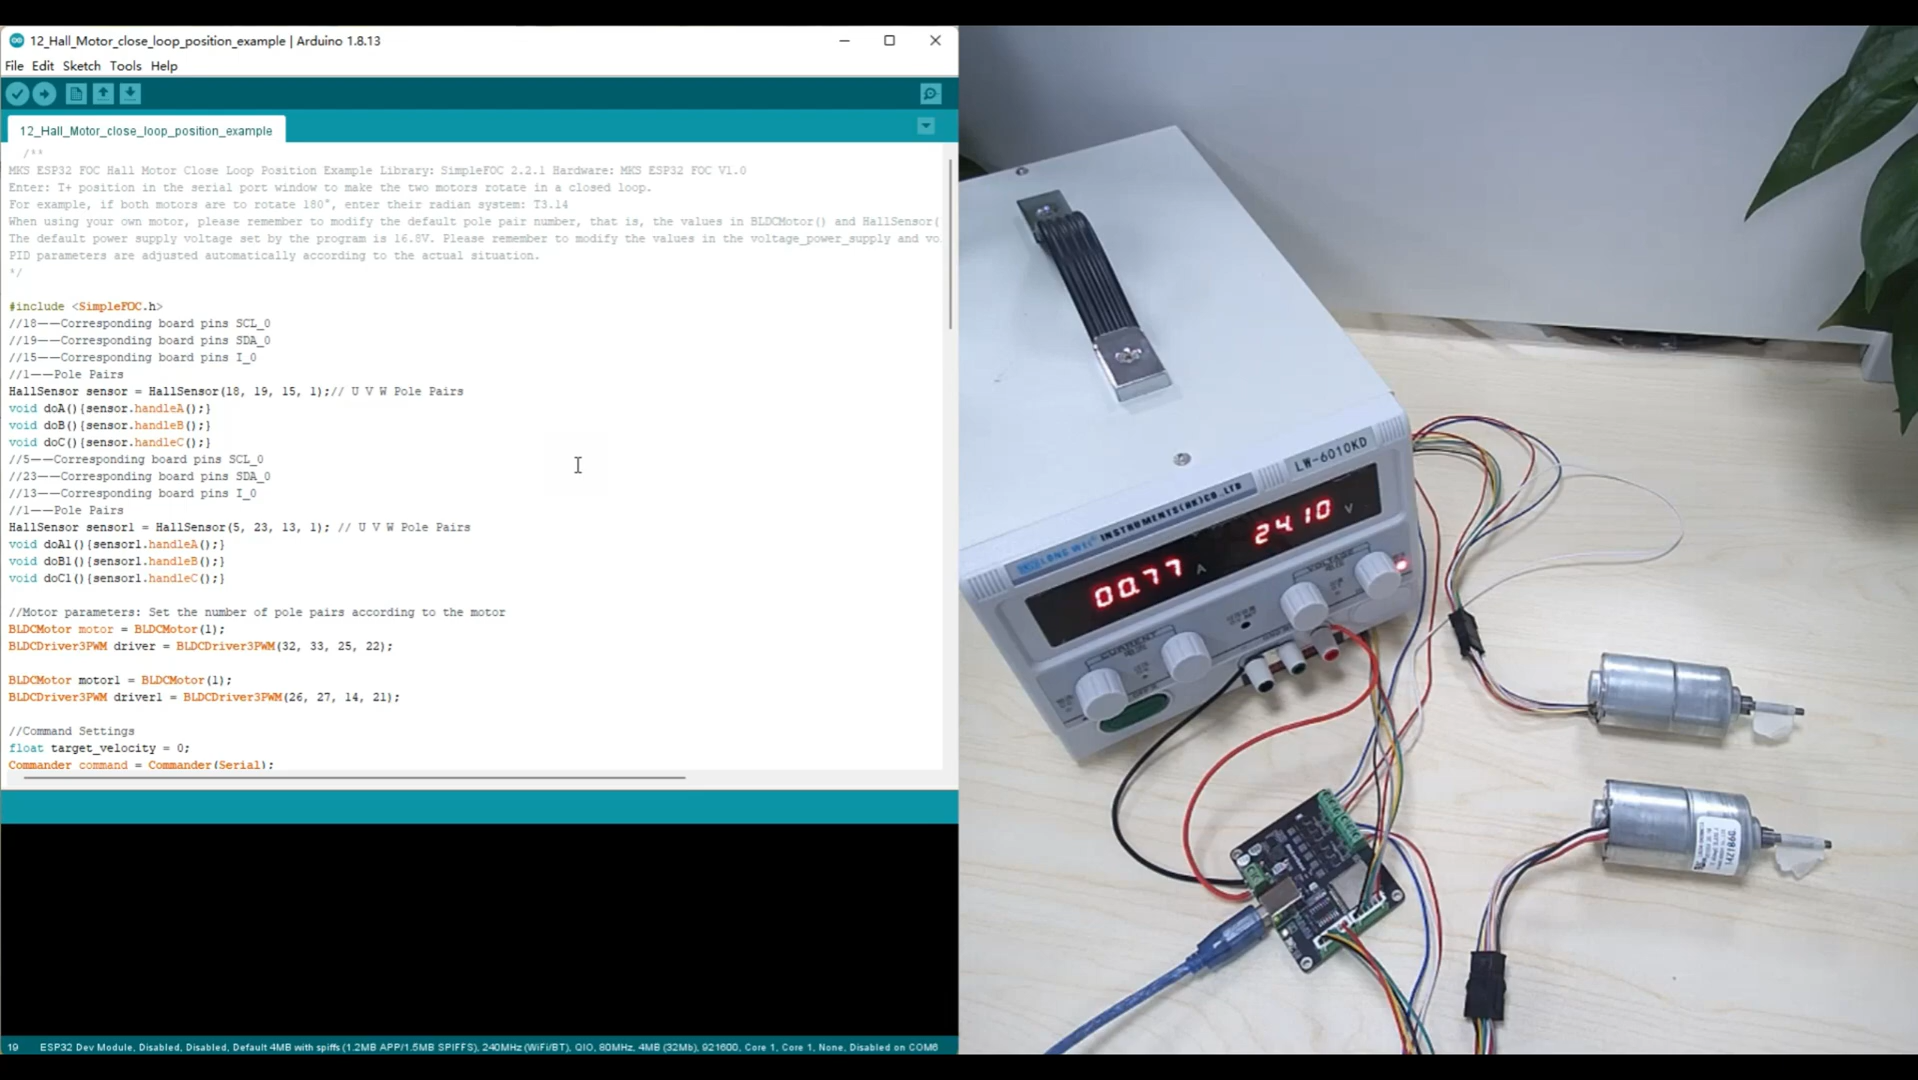 12_Hall_Motor_close_loop_position_example | Arduino 1.8.13
File Edit Sketch Tools Help
12_Hall_Motor_close_loop_position_example
/**
MKS ESP32 FOC Hall Motor Close Loop Position Example Library: SimpleFOC 2.2.1 Hardware: MKS ESP32 FOC V1.0
Enter: T+ position in the serial port window to make the two motors rotate in a closed loop.
For example, if both motors are to rotate 180°, enter their radian system: T3.14
When using your own motor, please remember to modify the default pole pair number, that is, the values in BLDCMotor() and HallSensor(
The default power supply voltage set by the program is 16.8V. Please remember to modify the values in the voltage_power_supply and vo
PID parameters are adjusted automatically according to the actual situation.
*/
#include <SimpleFOC.h>
//18——Corresponding board pins SCL_0
//19——Corresponding board pins SDA_0
//15——Corresponding board pins I_0
//1——Pole Pairs
HallSensor sensor = HallSensor(18, 19, 15, 1);// U V W Pole Pairs
void doA(){sensor.handleA();}
void doB(){sensor.handleB();}
void doC(){sensor.handleC();}
//5——Corresponding board pins SCL_0
//23——Corresponding board pins SDA_0
//13——Corresponding board pins I_0
//1——Pole Pairs
HallSensor sensor1 = HallSensor(5, 23, 13, 1); // U V W Pole Pairs
void doA1(){sensor1.handleA();}
void doB1(){sensor1.handleB();}
void doC1(){sensor1.handleC();}
//Motor parameters: Set the number of pole pairs according to the motor
BLDCMotor motor = BLDCMotor(1);
BLDCDriver3PWM driver = BLDCDriver3PWM(32, 33, 25, 22);
BLDCMotor motor1 = BLDCMotor(1);
BLDCDriver3PWM driver1 = BLDCDriver3PWM(26, 27, 14, 21);
//Command Settings
float target_velocity = 0;
Commander command = Commander(Serial);
19 ESP32 Dev Module, Disabled, Disabled, Default 4MB with spiffs (1.2MB APP/1.5MB SPIFFS), 240MHz (WiFi/BT), QIO, 80MHz, 4MB (32Mb), 921600, Core 1, Core 1, None, Disabled on COM6
LONG WEI INSTRUMENTS(HK)CO.,LTD
LW-6010KD
00.77 A
24.10 V
CURRENT
VOLTAGE